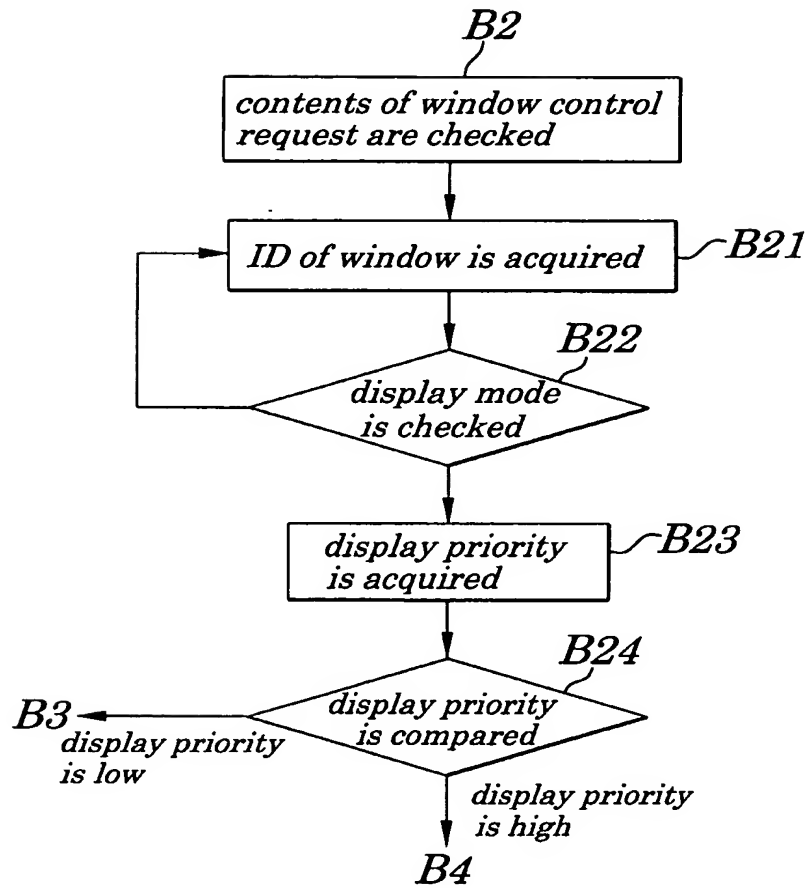 B2
contents of window control
request are checked
ID of window is acquired
B21
B22
display mode
is checked
display priority
is acquired
B23
B24
display priority
is compared
B3
display priority
is low
display priority
is high
B4